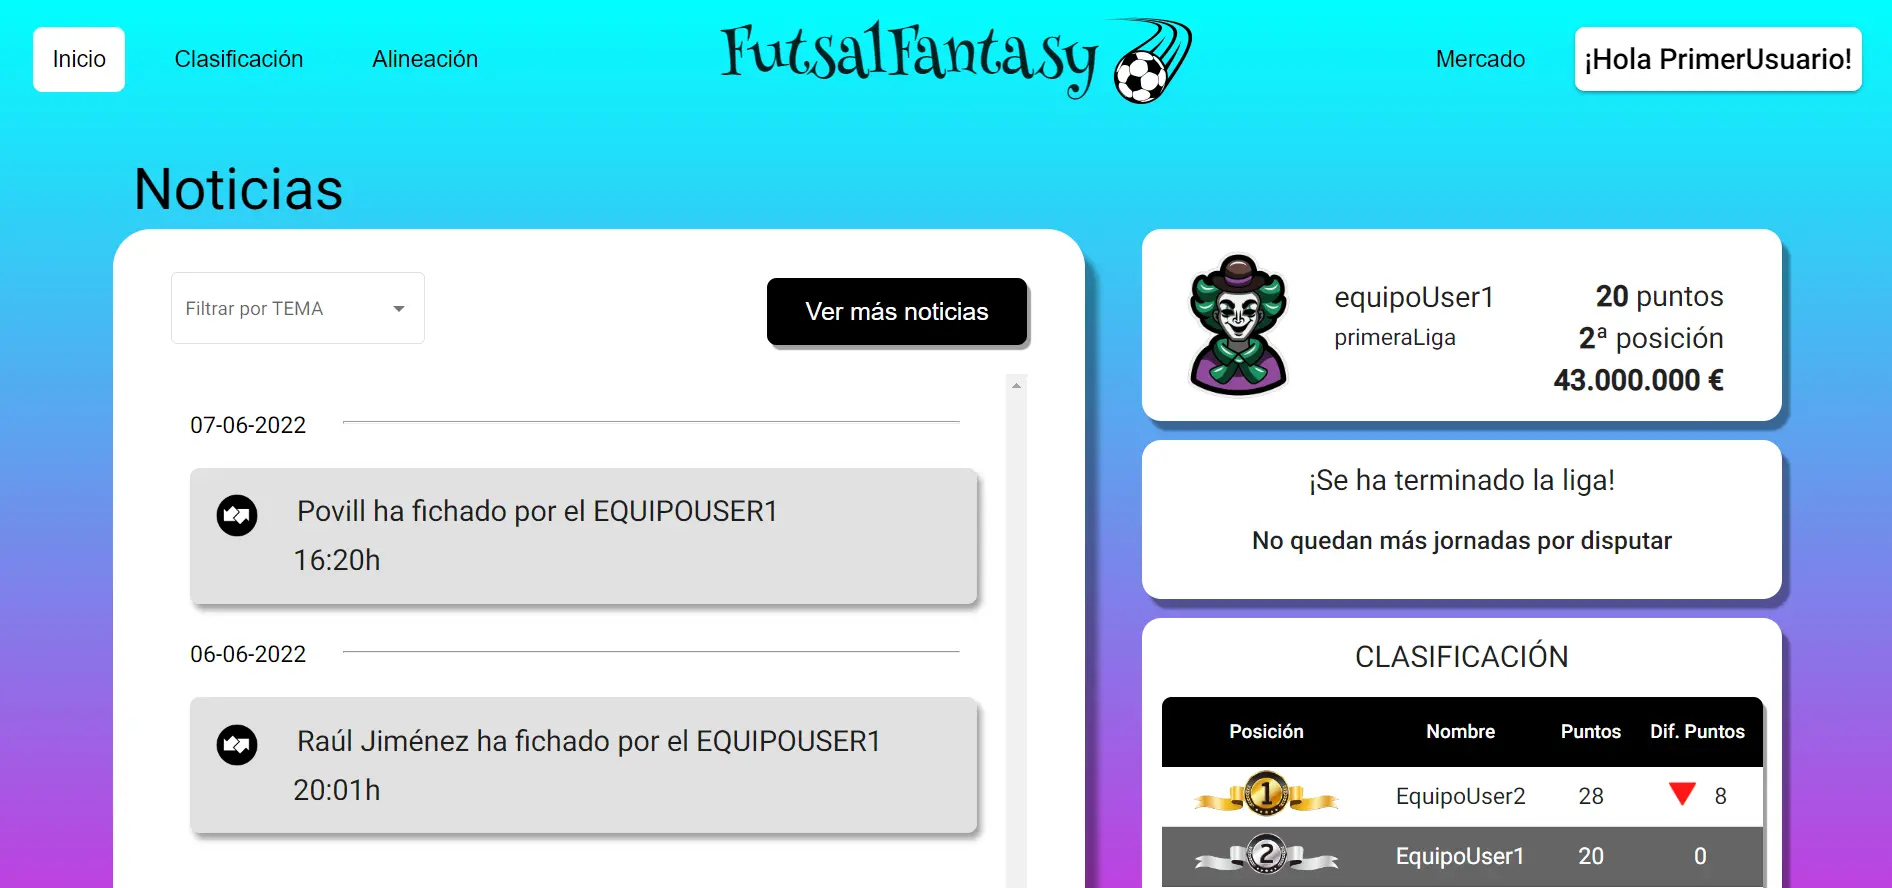 Inicio
Clasificación
Alineación
FutsalFantasy
Mercado
¡Hola PrimerUsuario!
Noticias
Filtrar por TEMA
Ver más noticias
07-06-2022
Povill ha fichado por el EQUIPOUSER1
16:20h
06-06-2022
Raúl Jiménez ha fichado por el EQUIPOUSER1
20:01h
equipoUser1
primeraLiga
20 puntos
2ª posición
43.000.000 €
¡Se ha terminado la liga!
No quedan más jornadas por disputar
CLASIFICACIÓN
Posición Nombre Puntos Dif. Puntos
1 EquipoUser2 28 8
2 EquipoUser1 20 0